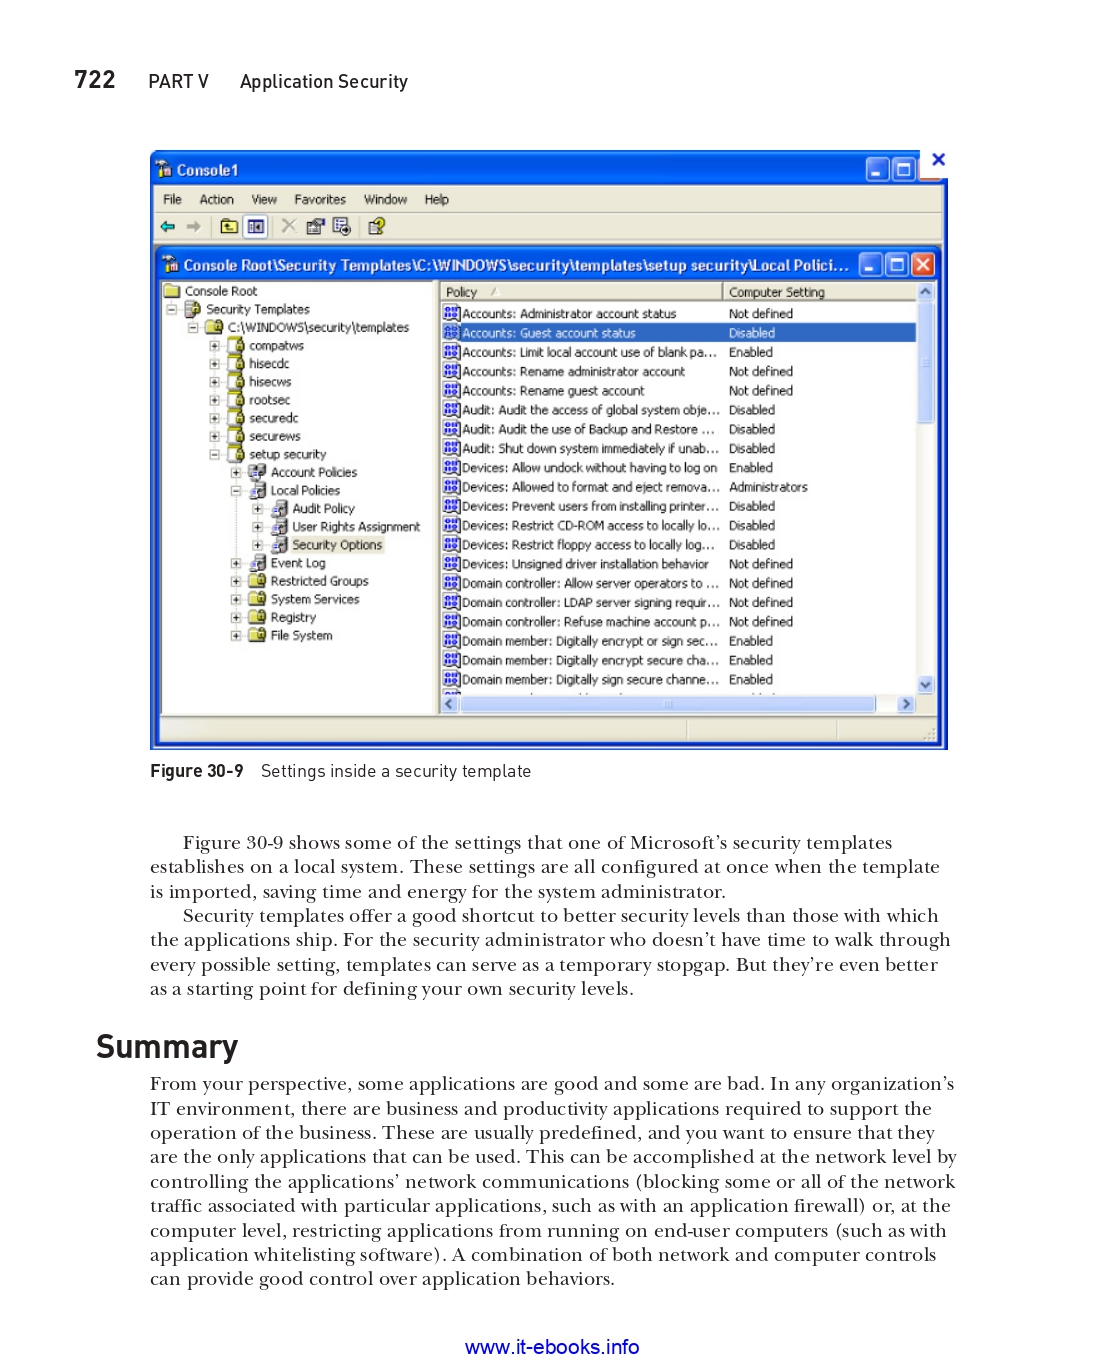 722 PART V Application Security
Console1
File Action View Favorites Window Help
Console Root\Security Templates\C:\WINDOWS\security\templates\setup security\Local Polici...
Console Root
Security Templates
C:\WINDOWS\security\templates
compatws
hisecdc
hisecws
rootsec
securedc
securews
setup security
Account Policies
Local Policies
Audit Policy
User Rights Assignment
Security Options
Event Log
Restricted Groups
System Services
Registry
File System
Policy Computer Setting
Accounts: Administrator account status Not defined
Accounts: Guest account status Disabled
Accounts: Limit local account use of blank pa... Enabled
Accounts: Rename administrator account Not defined
Accounts: Rename guest account Not defined
Audit: Audit the access of global system obje... Disabled
Audit: Audit the use of Backup and Restore ... Disabled
Audit: Shut down system immediately if unab... Disabled
Devices: Allow undock without having to log on Enabled
Devices: Allowed to format and eject remova... Administrators
Devices: Prevent users from installing printer... Disabled
Devices: Restrict CD-ROM access to locally lo... Disabled
Devices: Restrict floppy access to locally log... Disabled
Devices: Unsigned driver installation behavior Not defined
Domain controller: Allow server operators to ... Not defined
Domain controller: LDAP server signing requir... Not defined
Domain controller: Refuse machine account p... Not defined
Domain member: Digitally encrypt or sign sec... Enabled
Domain member: Digitally encrypt secure cha... Enabled
Domain member: Digitally sign secure channe... Enabled
Figure 30-9 Settings inside a security template
Figure 30-9 shows some of the settings that one of Microsoft’s security templates
establishes on a local system. These settings are all configured at once when the template
is imported, saving time and energy for the system administrator.
Security templates offer a good shortcut to better security levels than those with which
the applications ship. For the security administrator who doesn’t have time to walk through
every possible setting, templates can serve as a temporary stopgap. But they’re even better
as a starting point for defining your own security levels.
Summary
From your perspective, some applications are good and some are bad. In any organization’s
IT environment, there are business and productivity applications required to support the
operation of the business. These are usually predefined, and you want to ensure that they
are the only applications that can be used. This can be accomplished at the network level by
controlling the applications’ network communications (blocking some or all of the network
traffic associated with particular applications, such as with an application firewall) or, at the
computer level, restricting applications from running on end-user computers (such as with
application whitelisting software). A combination of both network and computer controls
can provide good control over application behaviors.
www.it-ebooks.info